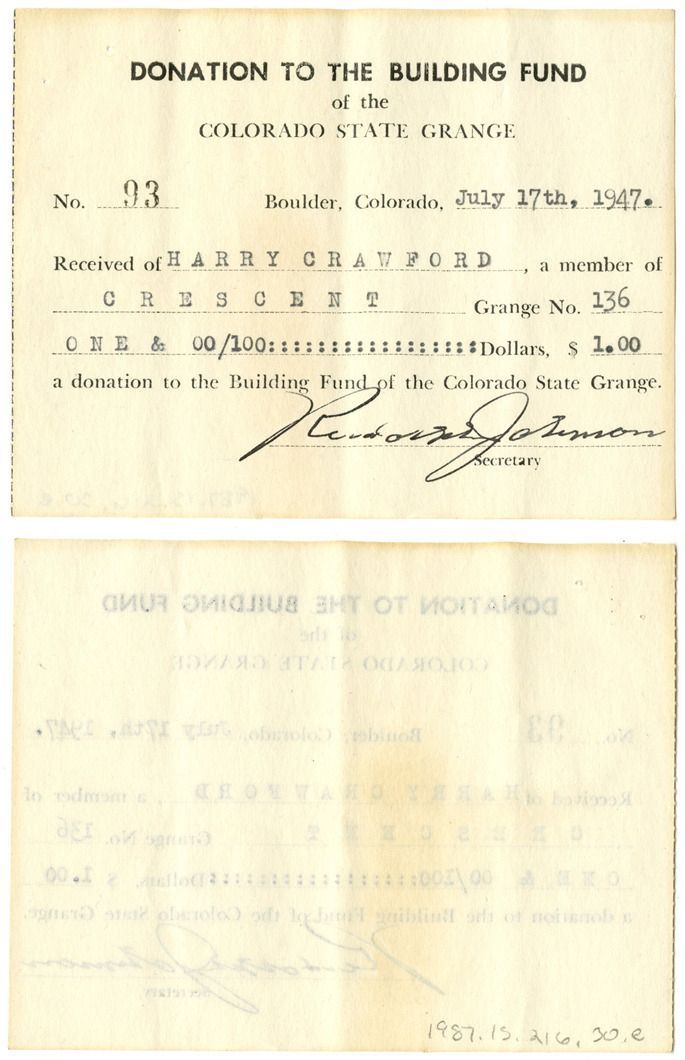 DONATION TO THE BUILDING FUND
of the
COLORADO STATE GRANGE
No. 93 Boulder, Colorado, July 17th, 1947.
Received of HARRY CRAWFORD, a member of
CRESCENT Grange No. 136
ONE & 00/100::::::::::::::::::Dollars, $ 1.00
a donation to the Building Fund of the Colorado State Grange.
Rudolph Johnson
Secretary
1987.15.216.30.e